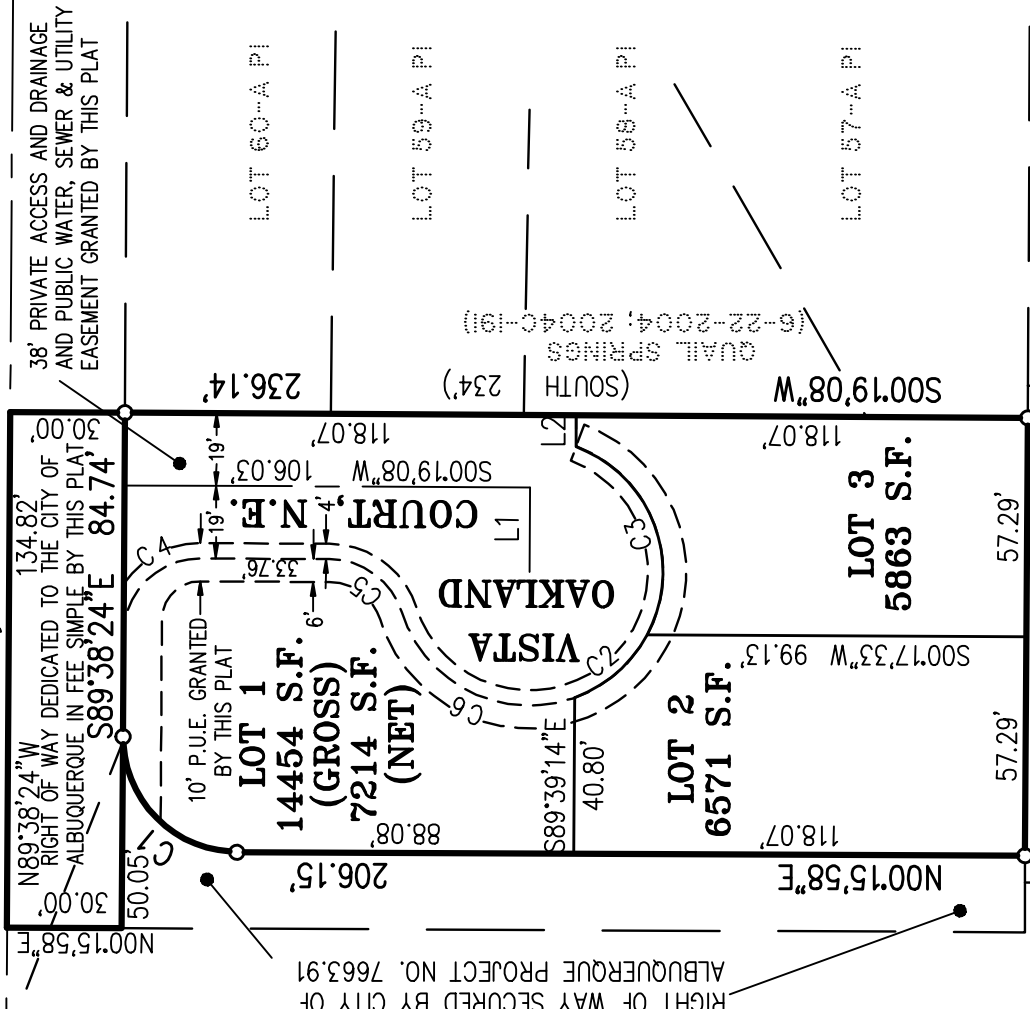 38' PRIVATE ACCESS AND DRAINAGE
AND PUBLIC WATER, SEWER & UTILITY
EASEMENT GRANTED BY THIS PLAT
LOT 60-A P1
LOT 59-A P1
LOT 58-A P1
LOT 57-A P1
QUAIL SPRINGS
(6-22-2004; 2004C-191)
236.14'
(SOUTH 234')
S00°19'08"W
30.00'
134.82'
N89°38'24"W
RIGHT OF WAY DEDICATED TO THE CITY OF
ALBUQUERQUE IN FEE SIMPLE BY THIS PLAT
S89°38'24"E 84.74'
30.00'
50.05'
N00°15'58"E
118.07'
19'
19'
S00°19'08"W 106.03'
4'
33.76'
6'
L1
L2
C1
C2
C3
C4
C5
C6
VISTA
OAKLAND
COURT, N.E.
10' P.U.E. GRANTED
BY THIS PLAT
LOT 1
14454 S.F.
(GROSS)
7214 S.F.
(NET)
88.08'
S89°39'14"E
40.80'
LOT 2
6571 S.F.
118.07'
57.29'
S00°17'33"W 99.13'
LOT 3
5863 S.F.
118.07'
57.29'
206.15'
N00°15'58"E
RIGHT OF WAY SECURED BY CITY OF
ALBUQUERQUE PROJECT NO. 7663.91